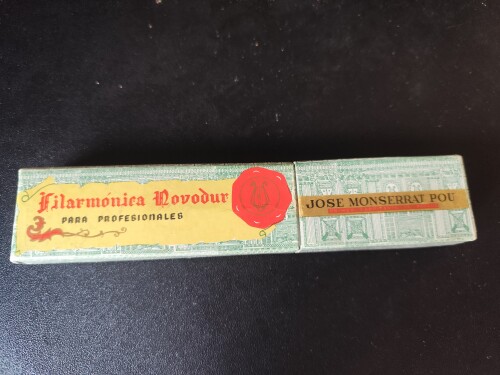 Filarmónica Novodur
PARA PROFESIONALES
JOSE MONSERRAT POU